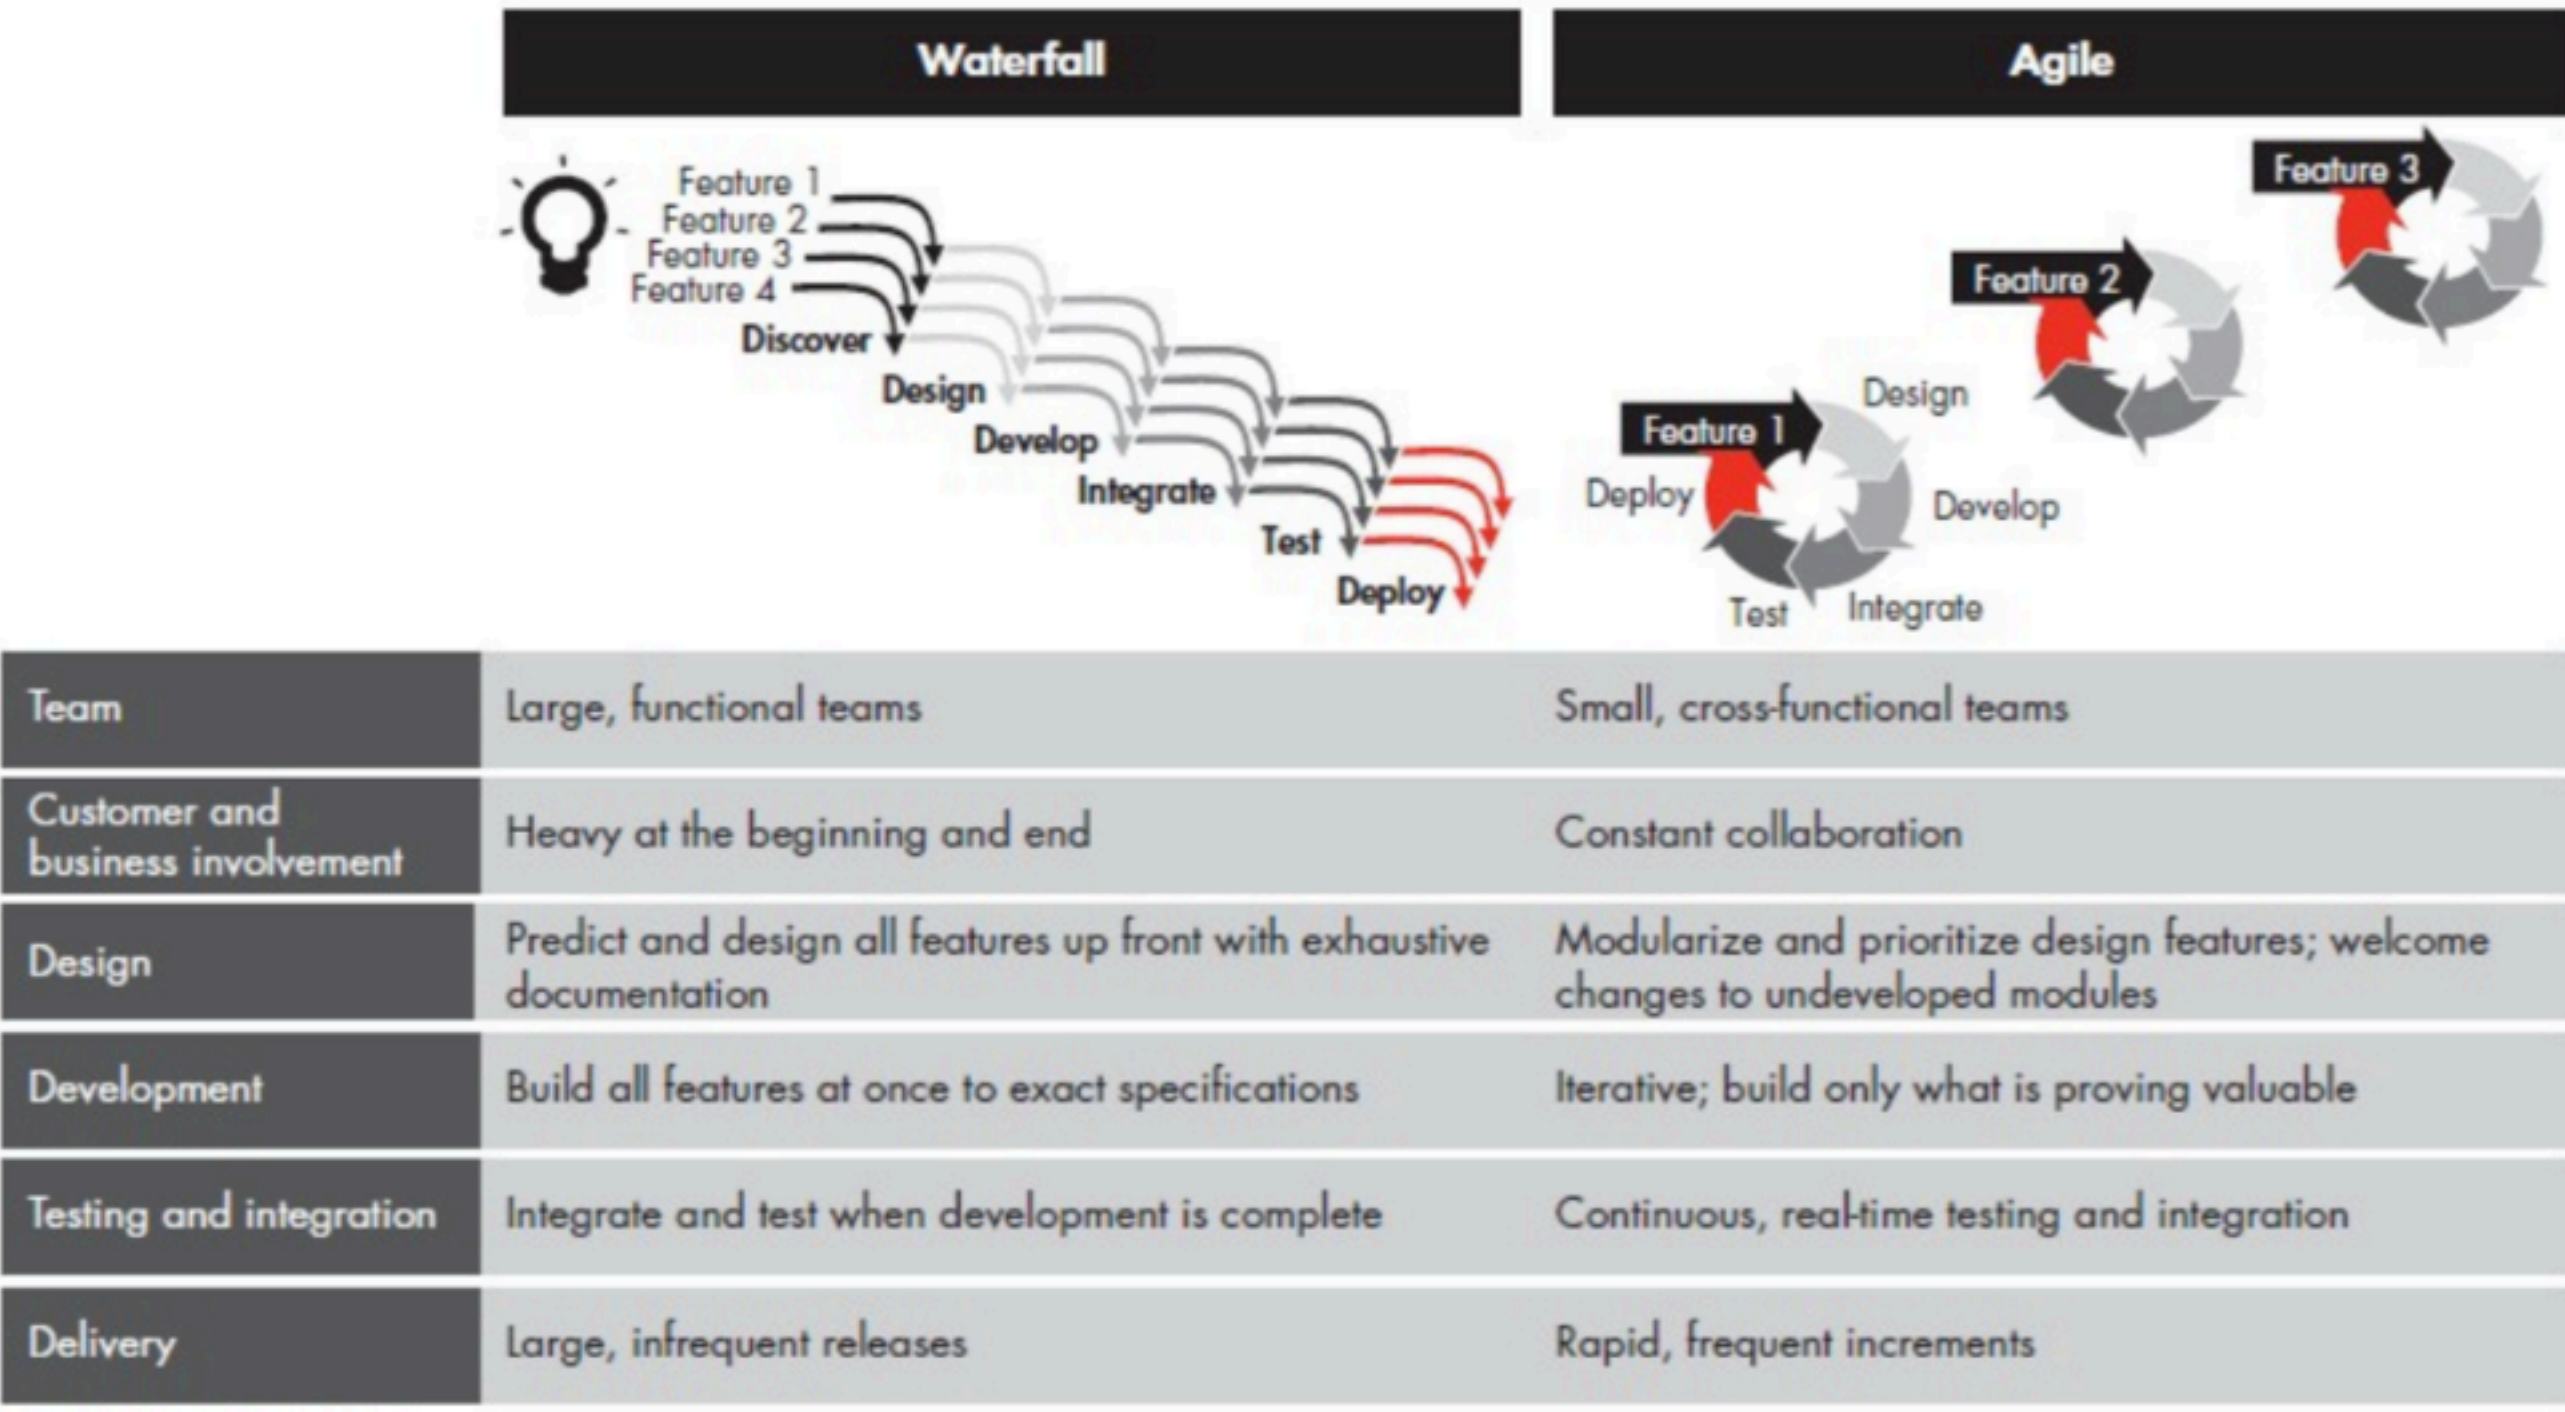 Waterfall
Agile
Feature 1
Feature 2
Feature 3
Feature 4
Discover
Design
Develop
Integrate
Test
Deploy
Feature 3
Feature 2
Feature 1
Design
Develop
Integrate
Test
Deploy
Team
Large, functional teams
Small, cross-functional teams
Customer and
business involvement
Heavy at the beginning and end
Constant collaboration
Design
Predict and design all features up front with exhaustive
documentation
Modularize and prioritize design features; welcome
changes to undeveloped modules
Development
Build all features at once to exact specifications
Iterative; build only what is proving valuable
Testing and integration
Integrate and test when development is complete
Continuous, real-time testing and integration
Delivery
Large, infrequent releases
Rapid, frequent increments